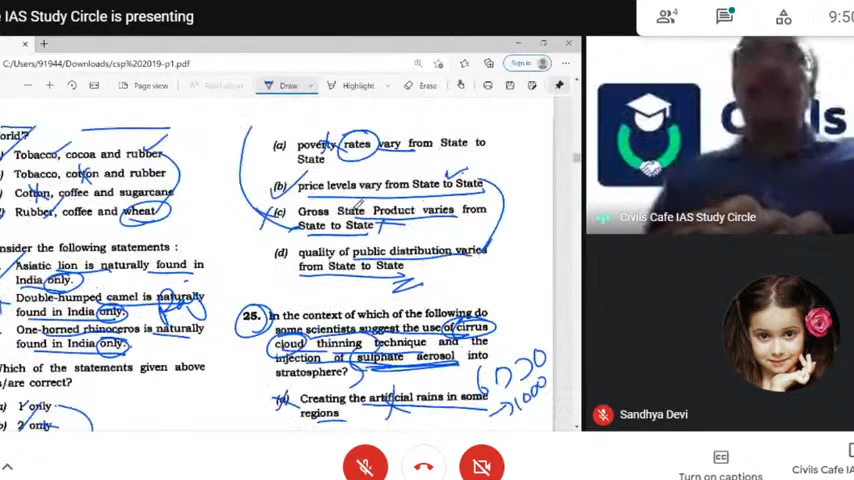 e IAS Study Circle is presenting
4
9:50
C:/Users/91944/Downloads/csp%202019-p1.pdf
Sign in
Page view
Read aloud
Draw
Highlight
Erase
orld?
Tobacco, cocoa and rubber
Tobacco, cotton and rubber
Cotton, coffee and sugarcane
Rubber, coffee and wheat
nsider the following statements :
Asiatic lion is naturally found in
India only.
Double-humped camel is naturally
found in India only.
One-horned rhinoceros is naturally
found in India only.
Which of the statements given above
s/are correct?
a) 1 only
b) 2 only
(a) poverty rates vary from State to
State
(b) price levels vary from State to State
(c) Gross State Product varies from
State to State
(d) quality of public distribution varies
from State to State
25. In the context of which of the following do
some scientists suggest the use of cirrus
cloud thinning technique and the
injection of sulphate aerosol into
stratosphere?
(a) Creating the artificial rains in some
regions
1000
Civils Cafe IAS Study Circle
Sandhya Devi
Turn on captions
Civils Cafe IAS